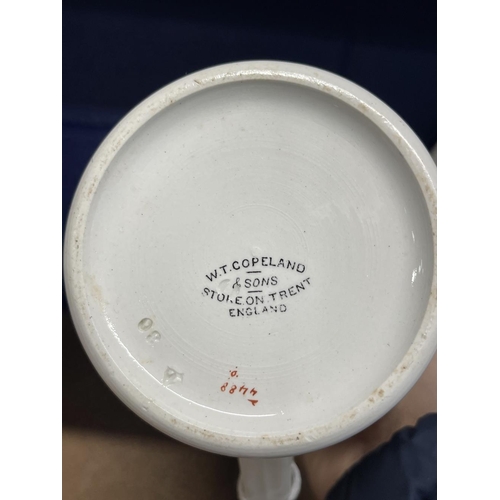 W.T. COPELAND
& SONS
STOKE.ON.TRENT
ENGLAND